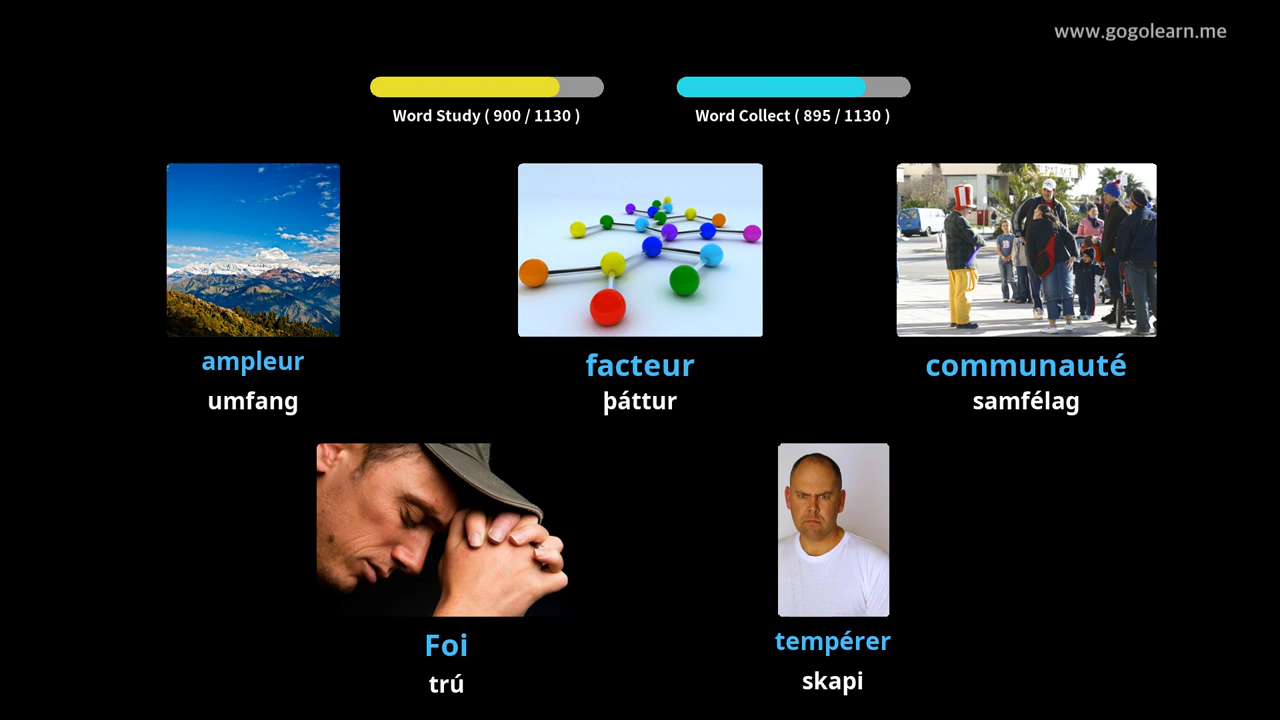 www.gogolearn.me
Word Study ( 900 / 1130 )
Word Collect ( 895 / 1130 )
ampleur
umfang
facteur
þáttur
communauté
samfélag
Foi
trú
tempérer
skapi